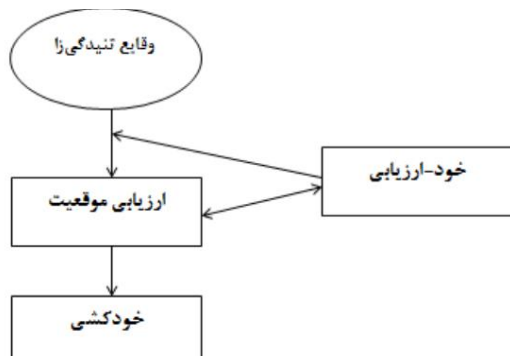 وقایع تنیدگی‌زا
خود-ارزیابی
ارزیابی موقعیت
خودکشی